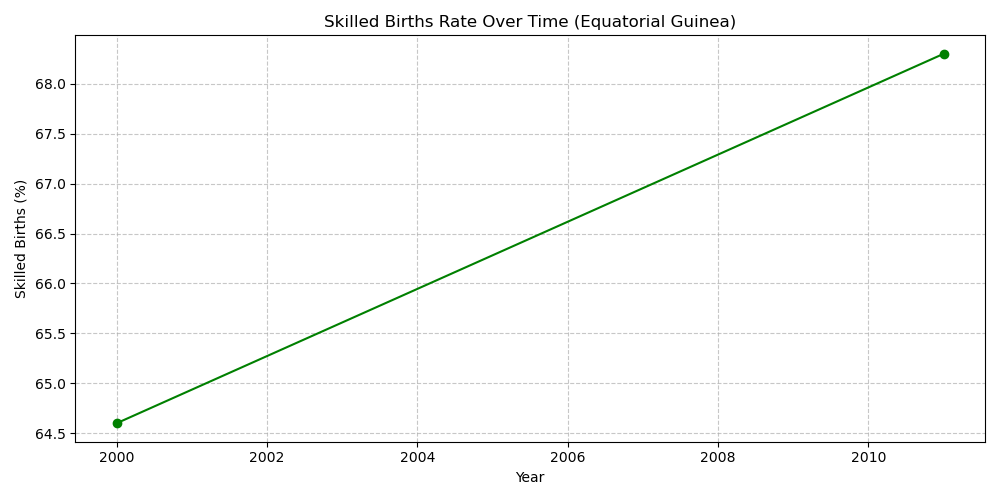 Skilled Births Rate Over Time (Equatorial Guinea)
Skilled Births (%)
68.0
67.5
67.0
66.5
66.0
65.5
65.0
64.5
2000 2002 2004 2006 2008 2010
Year